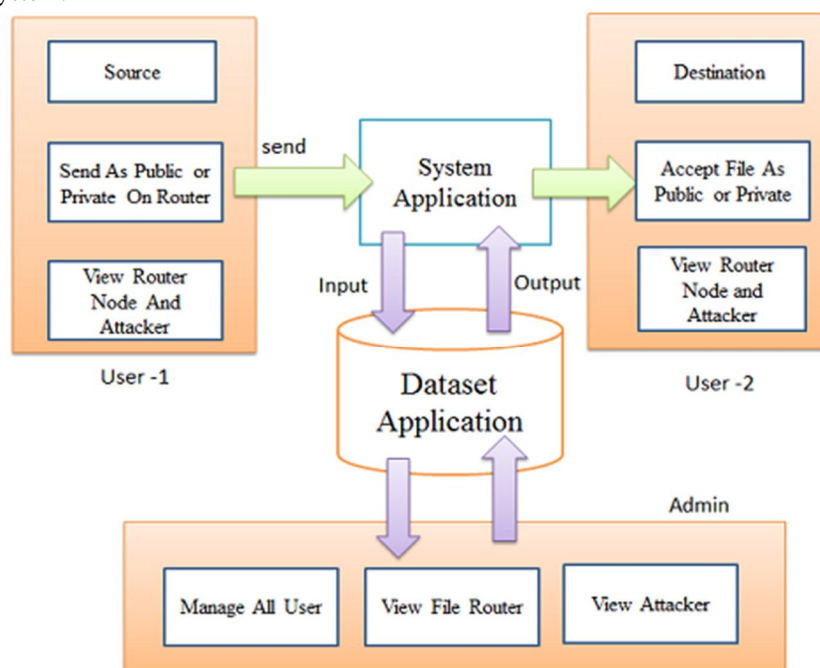 Source
Send As Public or
Private On Router
View Router
Node And
Attacker
User -1
send
System
Application
Input
Output
Dataset
Application
Destination
Accept File As
Public or Private
View Router
Node and
Attacker
User -2
Admin
Manage All User
View File Router
View Attacker